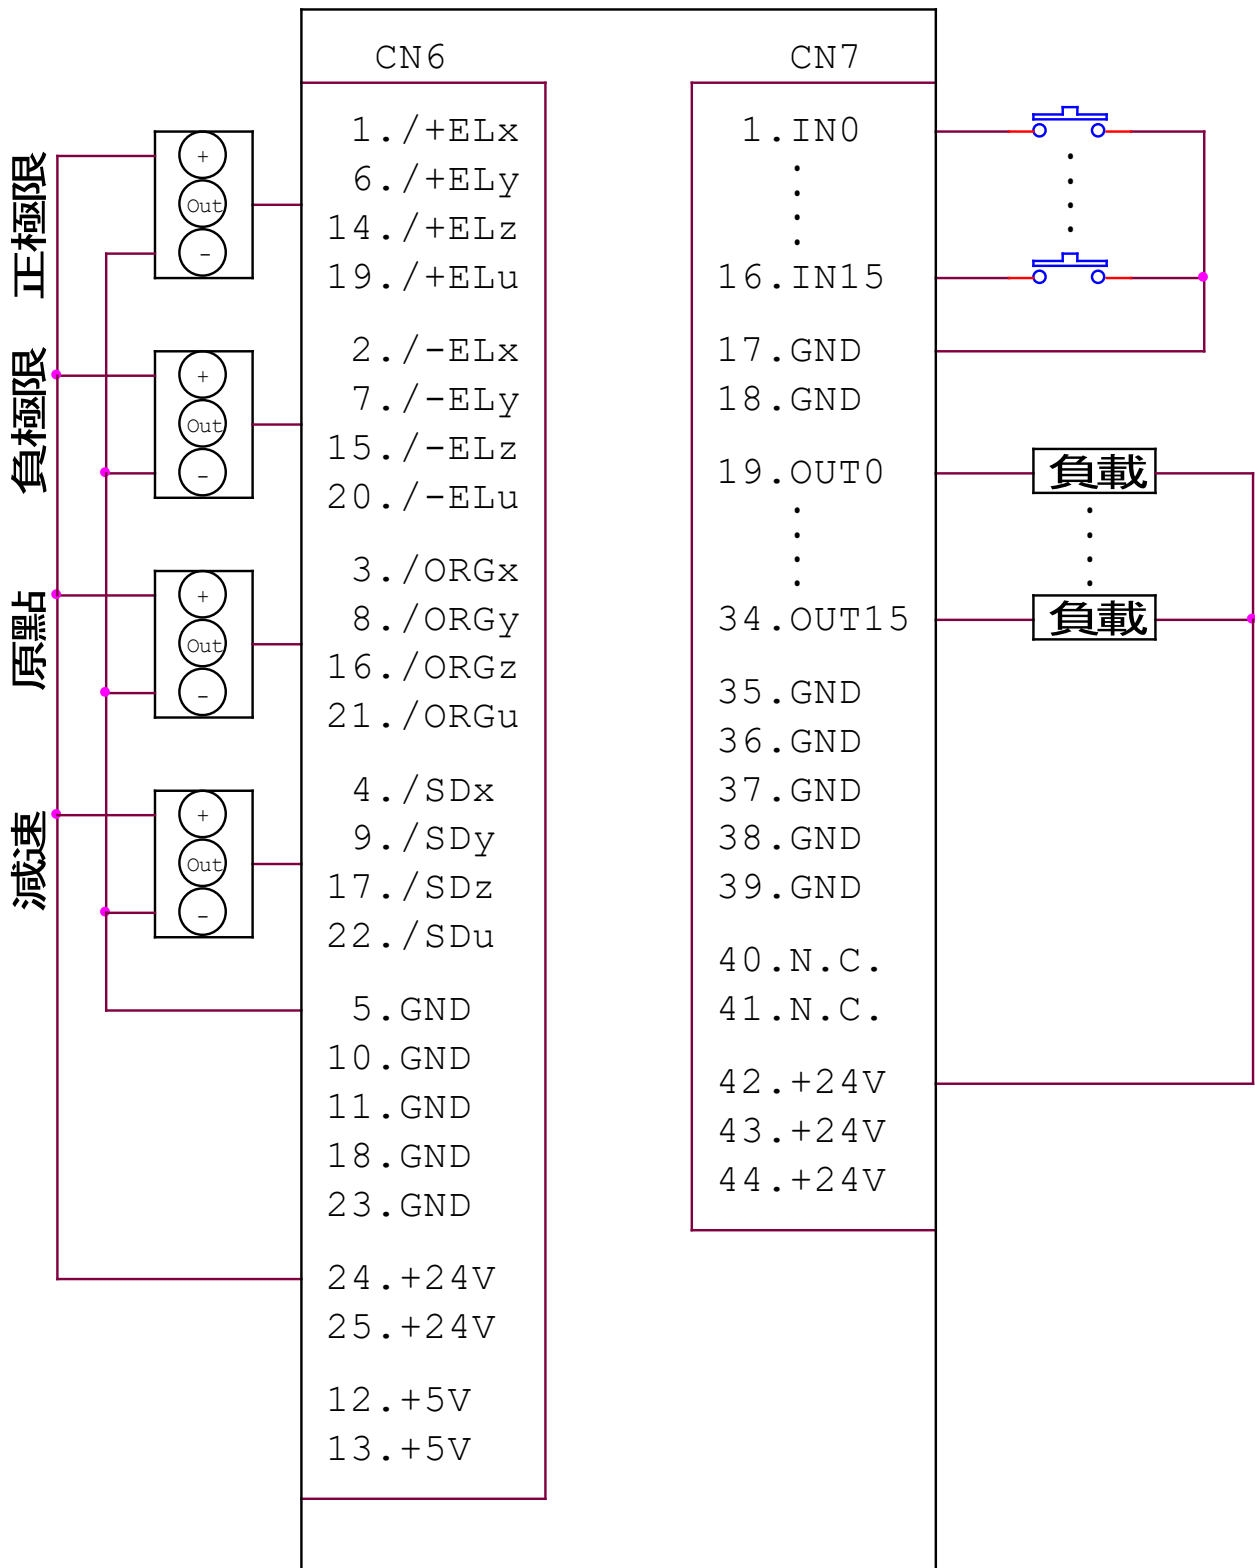 CN6
1./+ELx
6./+ELy
14./+ELz
19./+ELu
2./-ELx
7./-ELy
15./-ELz
20./-ELu
3./ORGx
8./ORGy
16./ORGz
21./ORGu
4./SDx
9./SDy
17./SDz
22./SDu
5.GND
10.GND
11.GND
18.GND
23.GND
24.+24V
25.+24V
12.+5V
13.+5V
正極限
+
Out
-
負極限
+
Out
-
原點
+
Out
-
減速
+
Out
-
CN7
1.IN0
16.IN15
17.GND
18.GND
19.OUT0
34.OUT15
35.GND
36.GND
37.GND
38.GND
39.GND
40.N.C.
41.N.C.
42.+24V
43.+24V
44.+24V
負載
負載